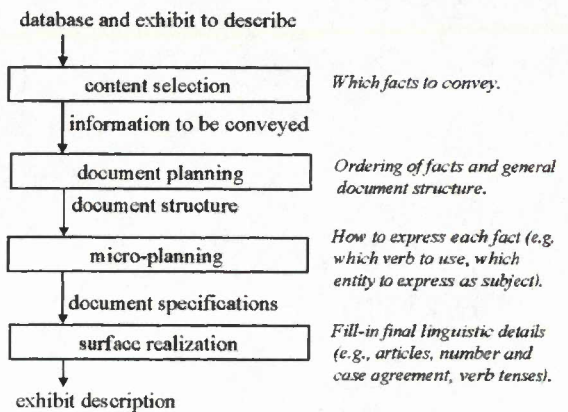 database and exhibit to describe
content selection
Which facts to convey.
information to be conveyed
document planning
Ordering of facts and general
document structure.
document structure
micro-planning
How to express each fact (e.g.
which verb to use, which
entity to express as subject).
document specifications
surface realization
Fill-in final linguistic details
(e.g., articles, number and
case agreement, verb tenses).
exhibit description